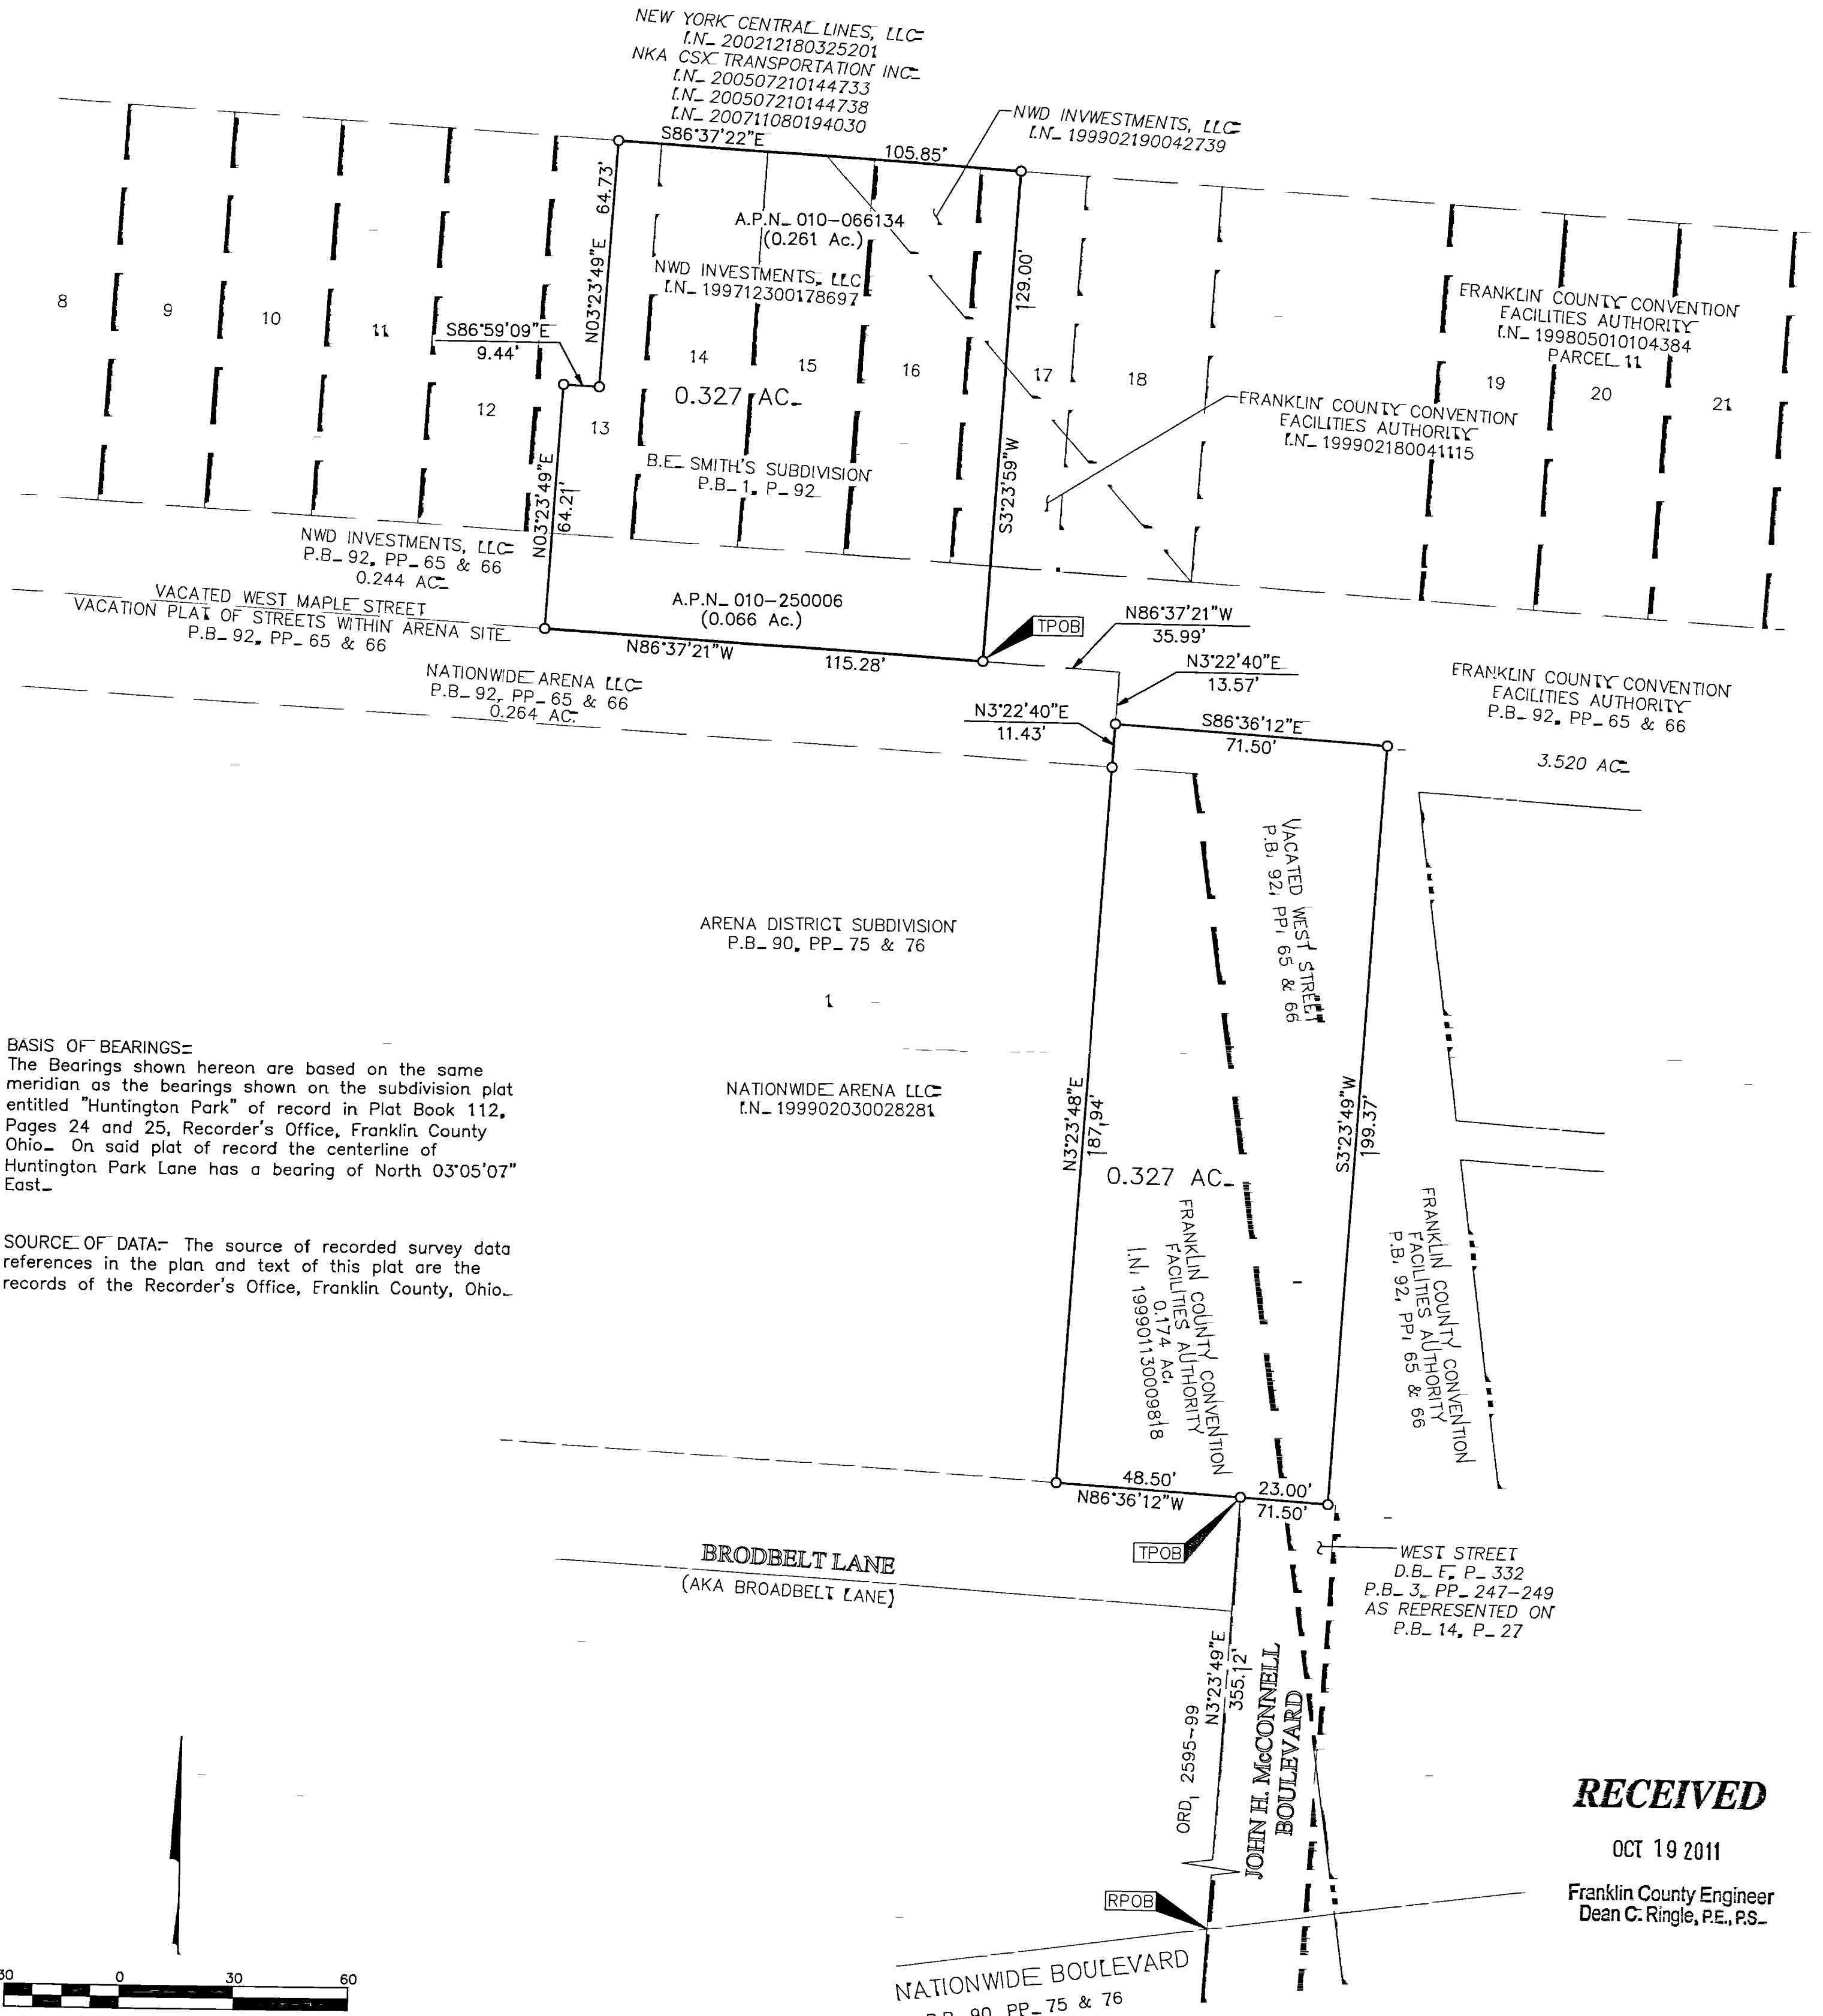 NEW YORK CENTRAL LINES, LLC
I.N. 200212180325201
NKA CSX TRANSPORTATION INC.
I.N. 200507210144733
I.N. 200507210144738
I.N. 200711080194030
NWD INVWESTMENTS, LLC
I.N. 199902190042739
S86°37'22"E
105.85'
64.73'
N03°23'49"E
A.P.N. 010-066134
(0.261 Ac.)
NWD INVESTMENTS, LLC
I.N. 199712300178697
129.00'
S3°23'59"W
FRANKLIN COUNTY CONVENTION
FACILITIES AUTHORITY
I.N. 199805010104384
PARCEL 11
8
9
10
11
S86°59'09"E
9.44'
12
13
14
15
16
17
18
19
20
21
0.327 AC.
FRANKLIN COUNTY CONVENTION
FACILITIES AUTHORITY
I.N. 199902180041115
B.E. SMITH'S SUBDIVISION
P.B. 1, P. 92
N03°23'49"E
64.21'
NWD INVESTMENTS, LLC
P.B. 92, PP. 65 & 66
0.244 AC.
VACATED WEST MAPLE STREET
VACATION PLAT OF STREETS WITHIN ARENA SITE
P.B. 92, PP. 65 & 66
A.P.N. 010-250006
(0.066 Ac.)
TPOB
N86°37'21"W
35.99'
N86°37'21"W
115.28'
N3°22'40"E
13.57'
NATIONWIDE ARENA LLC
P.B. 92, PP. 65 & 66
0.264 AC.
FRANKLIN COUNTY CONVENTION
FACILITIES AUTHORITY
P.B. 92, PP. 65 & 66
3.520 AC.
N3°22'40"E
11.43'
S86°36'12"E
71.50'
VACATED WEST STREET
P.B. 92, PP. 65 & 66
ARENA DISTRICT SUBDIVISION
P.B. 90, PP. 75 & 76
1
NATIONWIDE ARENA LLC
I.N. 199902030028281
N3°23'48"E
187.94'
S3°23'49"W
199.37'
0.327 AC.
FRANKLIN COUNTY CONVENTION
FACILITIES AUTHORITY
0.174 Ac.
I.N. 199901130009818
FRANKLIN COUNTY CONVENTION
FACILITIES AUTHORITY
P.B. 92, PP. 65 & 66
BASIS OF BEARINGS:
The Bearings shown hereon are based on the same
meridian as the bearings shown on the subdivision plat
entitled "Huntington Park" of record in Plat Book 112,
Pages 24 and 25, Recorder's Office, Franklin County
Ohio. On said plat of record the centerline of
Huntington Park Lane has a bearing of North 03°05'07"
East.
SOURCE OF DATA: The source of recorded survey data
references in the plan and text of this plat are the
records of the Recorder's Office, Franklin County, Ohio.
48.50'
N86°36'12"W
23.00'
71.50'
TPOB
BRODBELT LANE
(AKA BROADBELT LANE)
WEST STREET
D.B. F, P. 332
P.B. 3, PP. 247-249
AS REPRESENTED ON
P.B. 14, P. 27
N3°23'49"E
355.12'
ORD. 2595-99
JOHN H. McCONNELL
BOULEVARD
RPOB
NATIONWIDE BOULEVARD
P.B. 90, PP. 75 & 76
RECEIVED
OCT 19 2011
Franklin County Engineer
Dean C. Ringle, P.E., P.S.
30 0 30 60